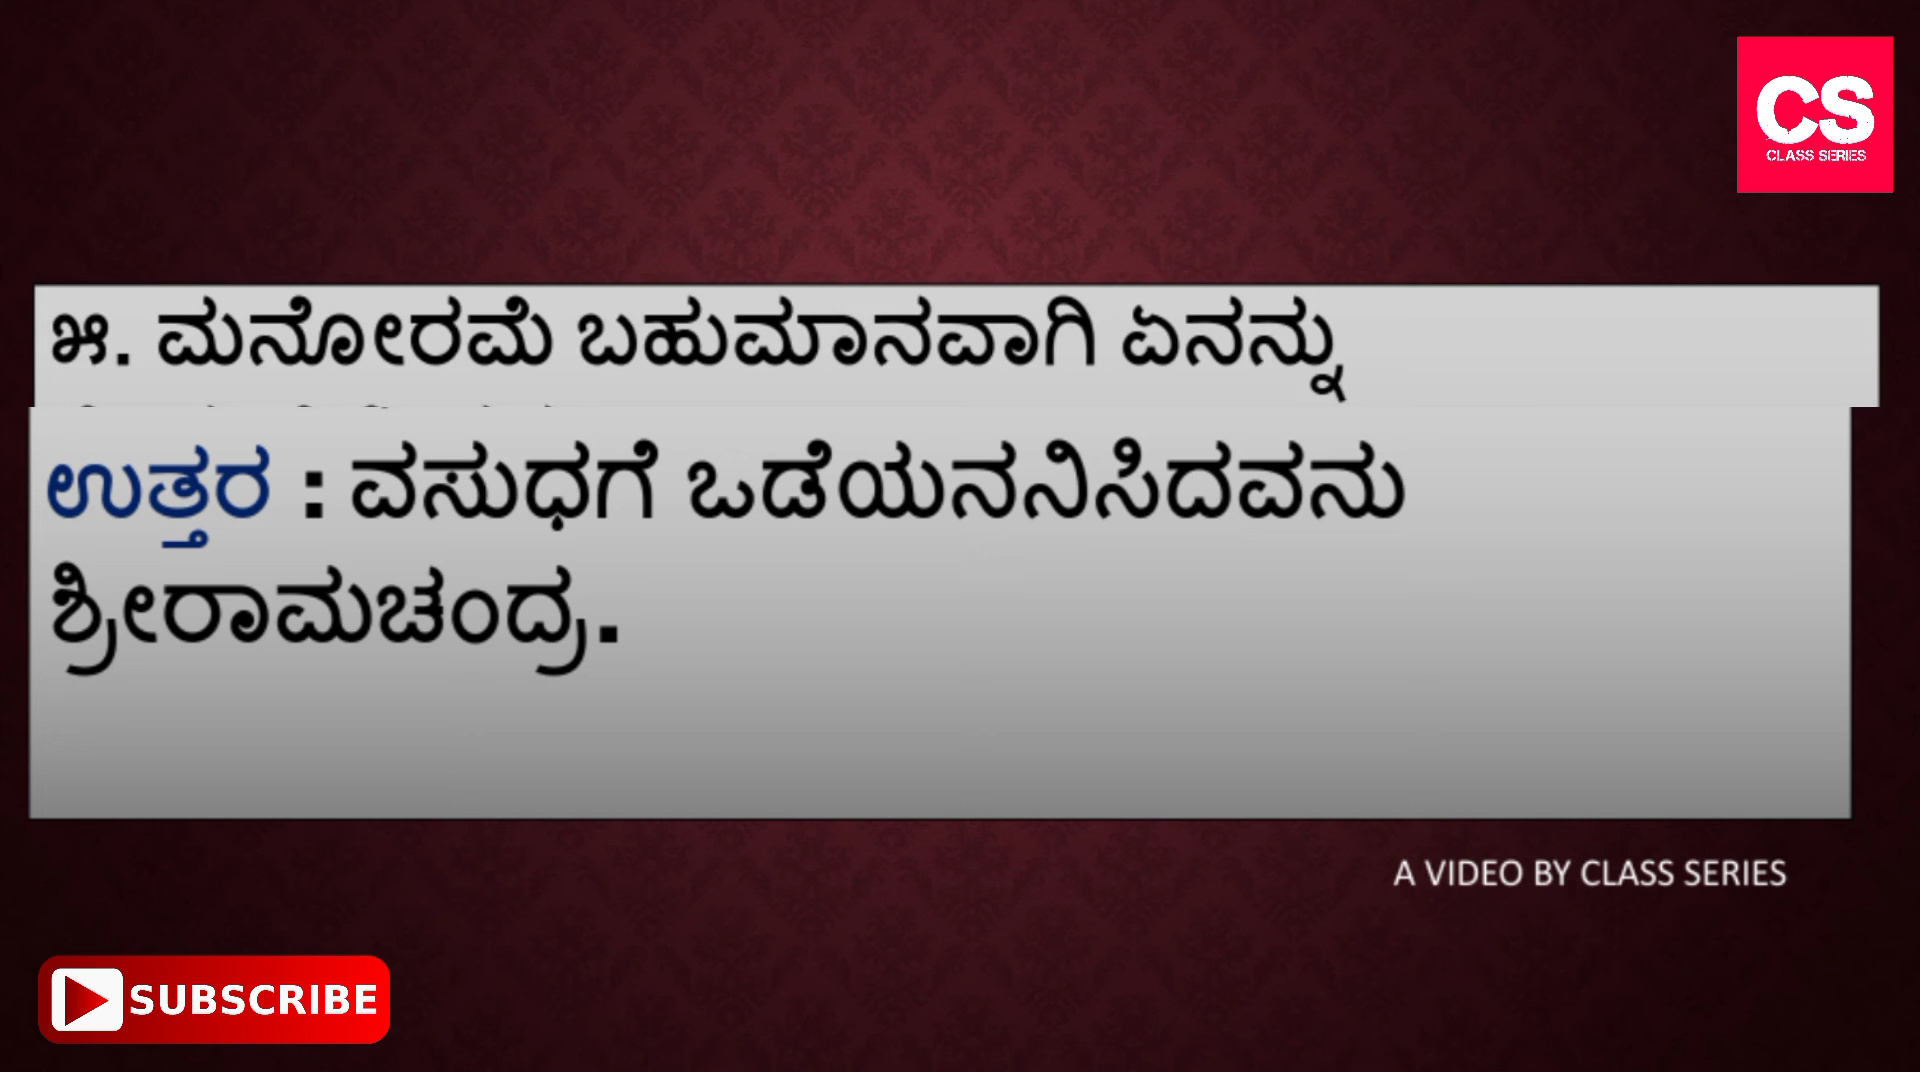 CS
CLASS SERIES
೫. ಮನೋರಮೆ ಬಹುಮಾನವಾಗಿ ಏನನ್ನು
ಉತ್ತರ : ವಸುಧಗೆ ಒಡೆಯನನಿಸಿದವನು
ಶ್ರೀರಾಮಚಂದ್ರ.
A VIDEO BY CLASS SERIES
SUBSCRIBE